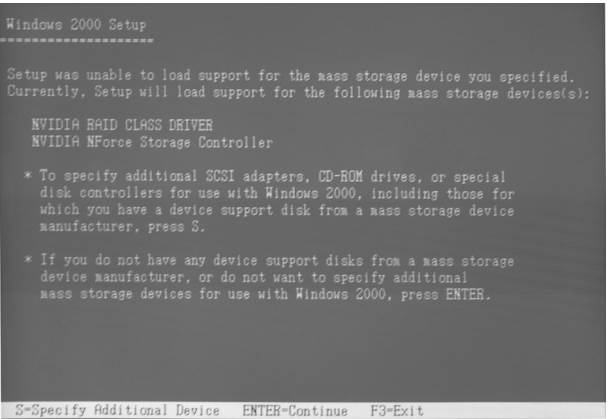 Windows 2000 Setup
====================
Setup was unable to load support for the mass storage device you specified.
Currently, Setup will load support for the following mass storage devices(s):
NVIDIA RAID CLASS DRIVER
NVIDIA NForce Storage Controller
* To specify additional SCSI adapters, CD-ROM drives, or special
disk controllers for use with Windows 2000, including those for
which you have a device support disk from a mass storage device
manufacturer, press S.
* If you do not have any device support disks from a mass storage
device manufacturer, or do not want to specify additional
mass storage devices for use with Windows 2000, press ENTER.
S=Specify Additional Device ENTER=Continue F3=Exit